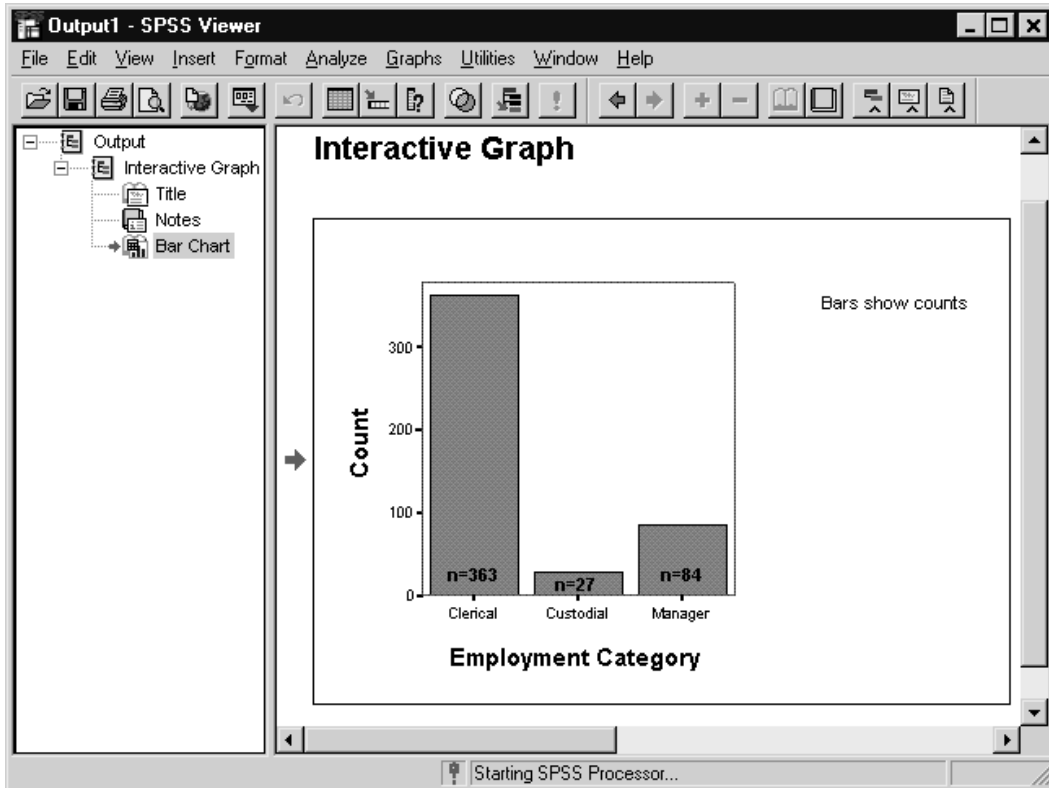 Output1 - SPSS Viewer
File Edit View Insert Format Analyze Graphs Utilities Window Help
Output
Interactive Graph
Title
Notes
Bar Chart
Interactive Graph
Bars show counts
300
200
100
0
Count
n=363
n=27
n=84
Clerical
Custodial
Manager
Employment Category
Starting SPSS Processor...